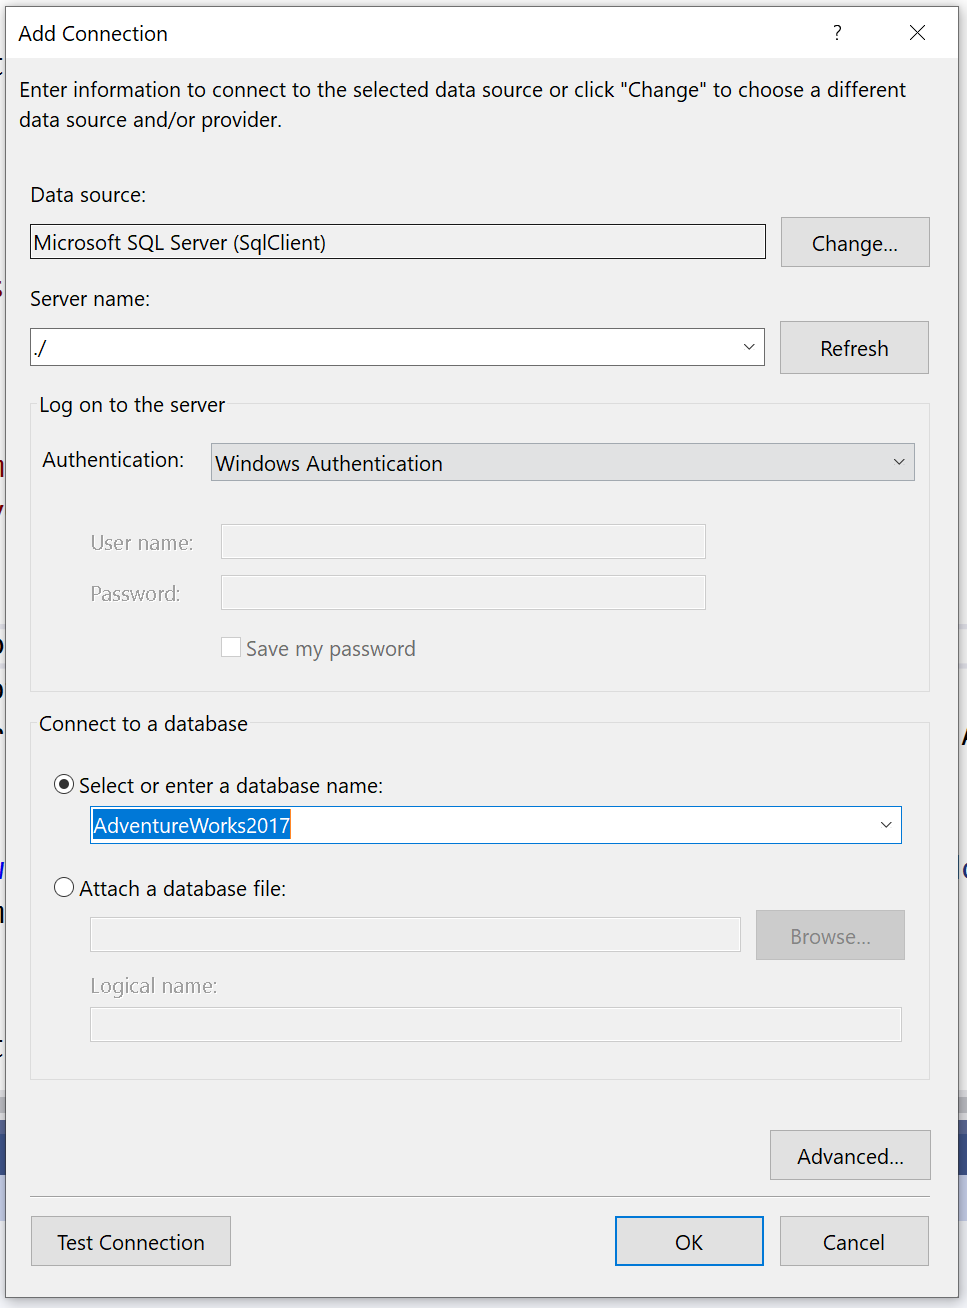 Add Connection
?
Enter information to connect to the selected data source or click "Change" to choose a different
data source and/or provider.
Data source:
Microsoft SQL Server (SqlClient)
Change...
Server name:
./
Refresh
Log on to the server
Authentication:
Windows Authentication
User name:
Password:
Save my password
Connect to a database
Select or enter a database name:
AdventureWorks2017
Attach a database file:
Browse...
Logical name:
Advanced...
Test Connection
OK
Cancel